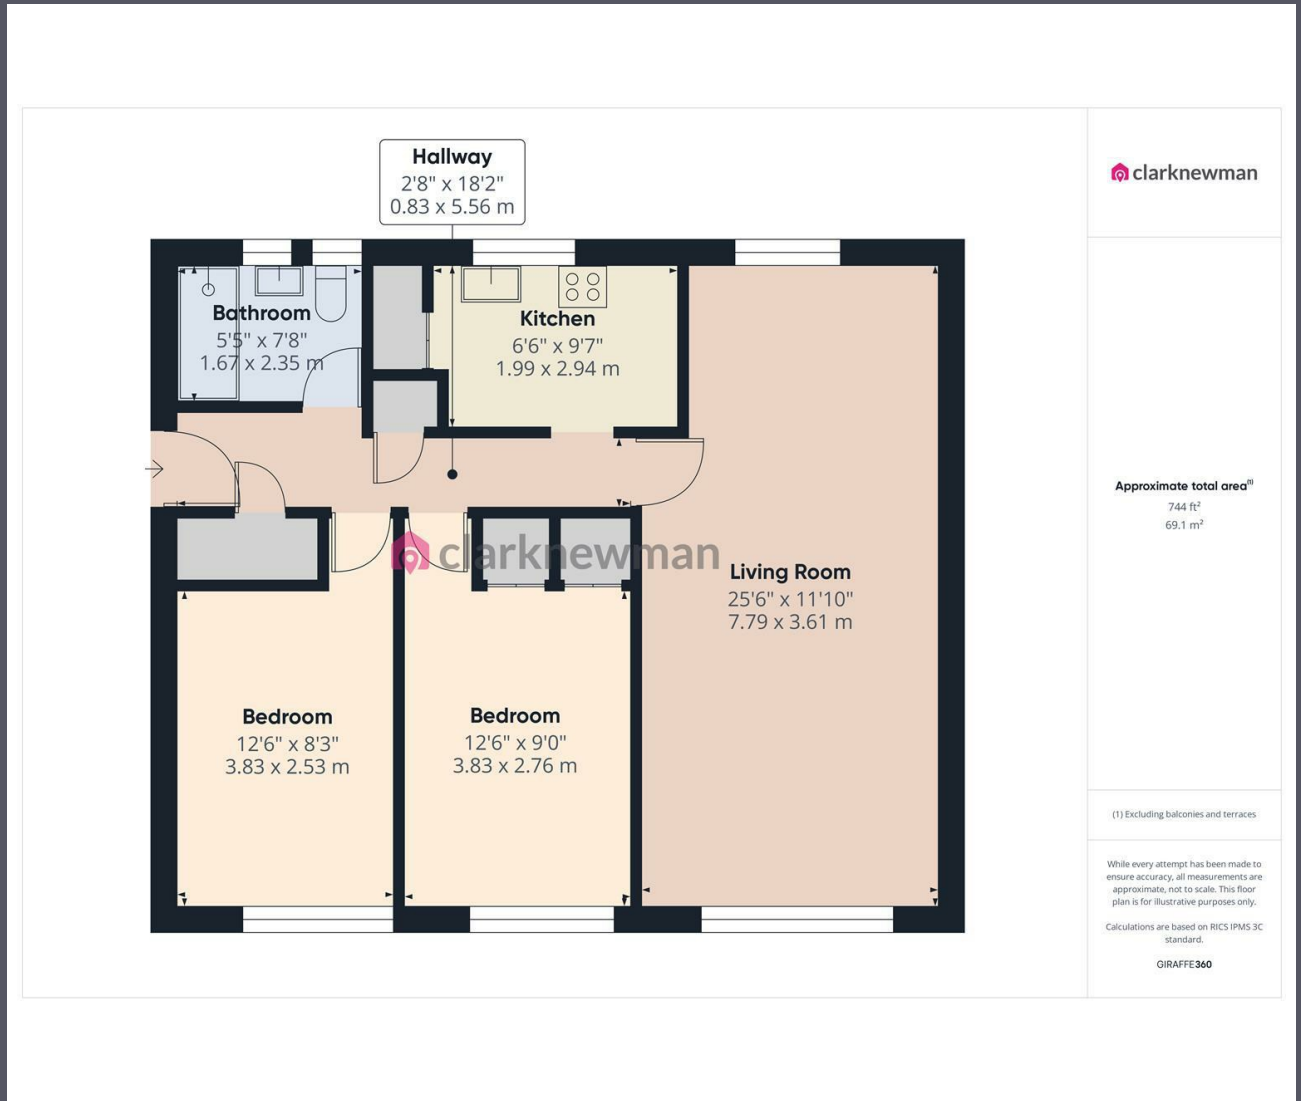 Hallway
2'8" x 18'2"
0.83 x 5.56 m
clarknewman
Bathroom
5'5" x 7'8"
1.67 x 2.35 m
Kitchen
6'6" x 9'7"
1.99 x 2.94 m
Approximate total area(1)
744 ft²
69.1 m²
clarknewman
Living Room
25'6" x 11'10"
7.79 x 3.61 m
Bedroom
12'6" x 8'3"
3.83 x 2.53 m
Bedroom
12'6" x 9'0"
3.83 x 2.76 m
(1) Excluding balconies and terraces
While every attempt has been made to
ensure accuracy, all measurements are
approximate, not to scale. This floor
plan is for illustrative purposes only.
Calculations are based on RICS IPMS 3C
standard.
GIRAFFE360